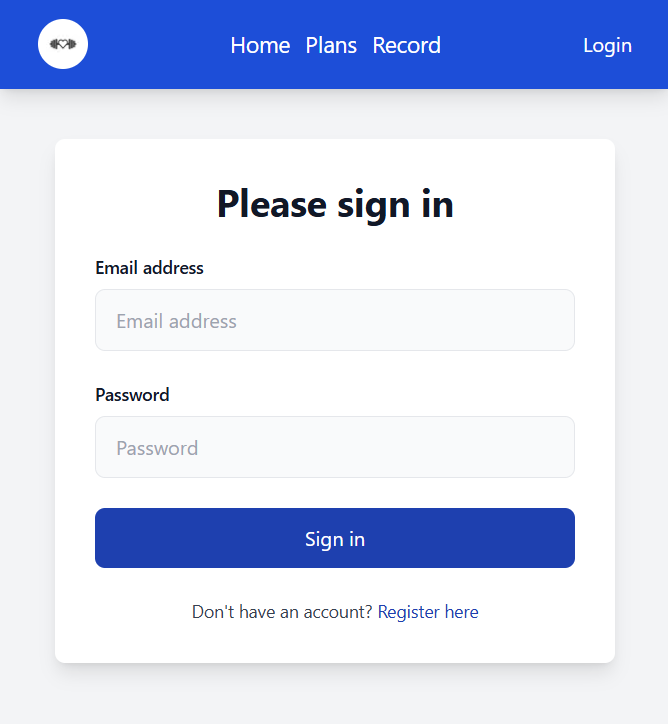 Home Plans Record Login
Please sign in
Email address
Email address
Password
Password
Sign in
Don't have an account? Register here